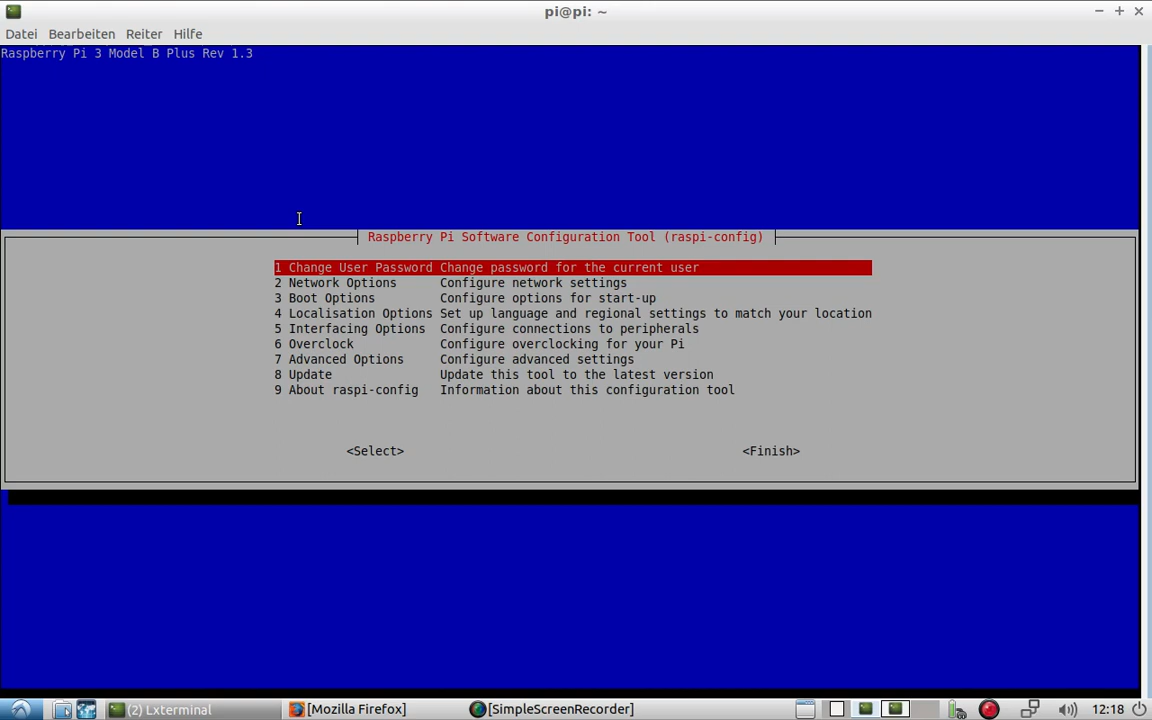 pi@pi: ~
Datei Bearbeiten Reiter Hilfe
Raspberry Pi 3 Model B Plus Rev 1.3
Raspberry Pi Software Configuration Tool (raspi-config)
1 Change User Password Change password for the current user
2 Network Options Configure network settings
3 Boot Options Configure options for start-up
4 Localisation Options Set up language and regional settings to match your location
5 Interfacing Options Configure connections to peripherals
6 Overclock Configure overclocking for your Pi
7 Advanced Options Configure advanced settings
8 Update Update this tool to the latest version
9 About raspi-config Information about this configuration tool
<Select> <Finish>
(2) Lxterminal [Mozilla Firefox] [SimpleScreenRecorder] 12:18